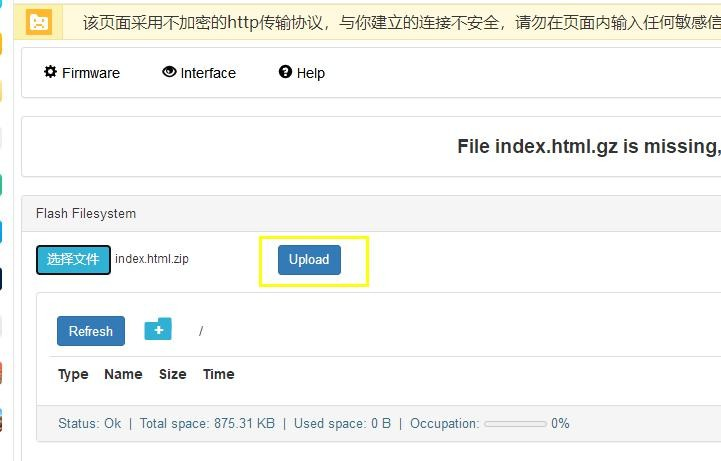 该页面采用不加密的http传输协议，与你建立的连接不安全，请勿在页面内输入任何敏感信
Firmware Interface Help
File index.html.gz is missing,
Flash Filesystem
选择文件 index.html.zip Upload
Refresh /
Type Name Size Time
Status: Ok | Total space: 875.31 KB | Used space: 0 B | Occupation: 0%